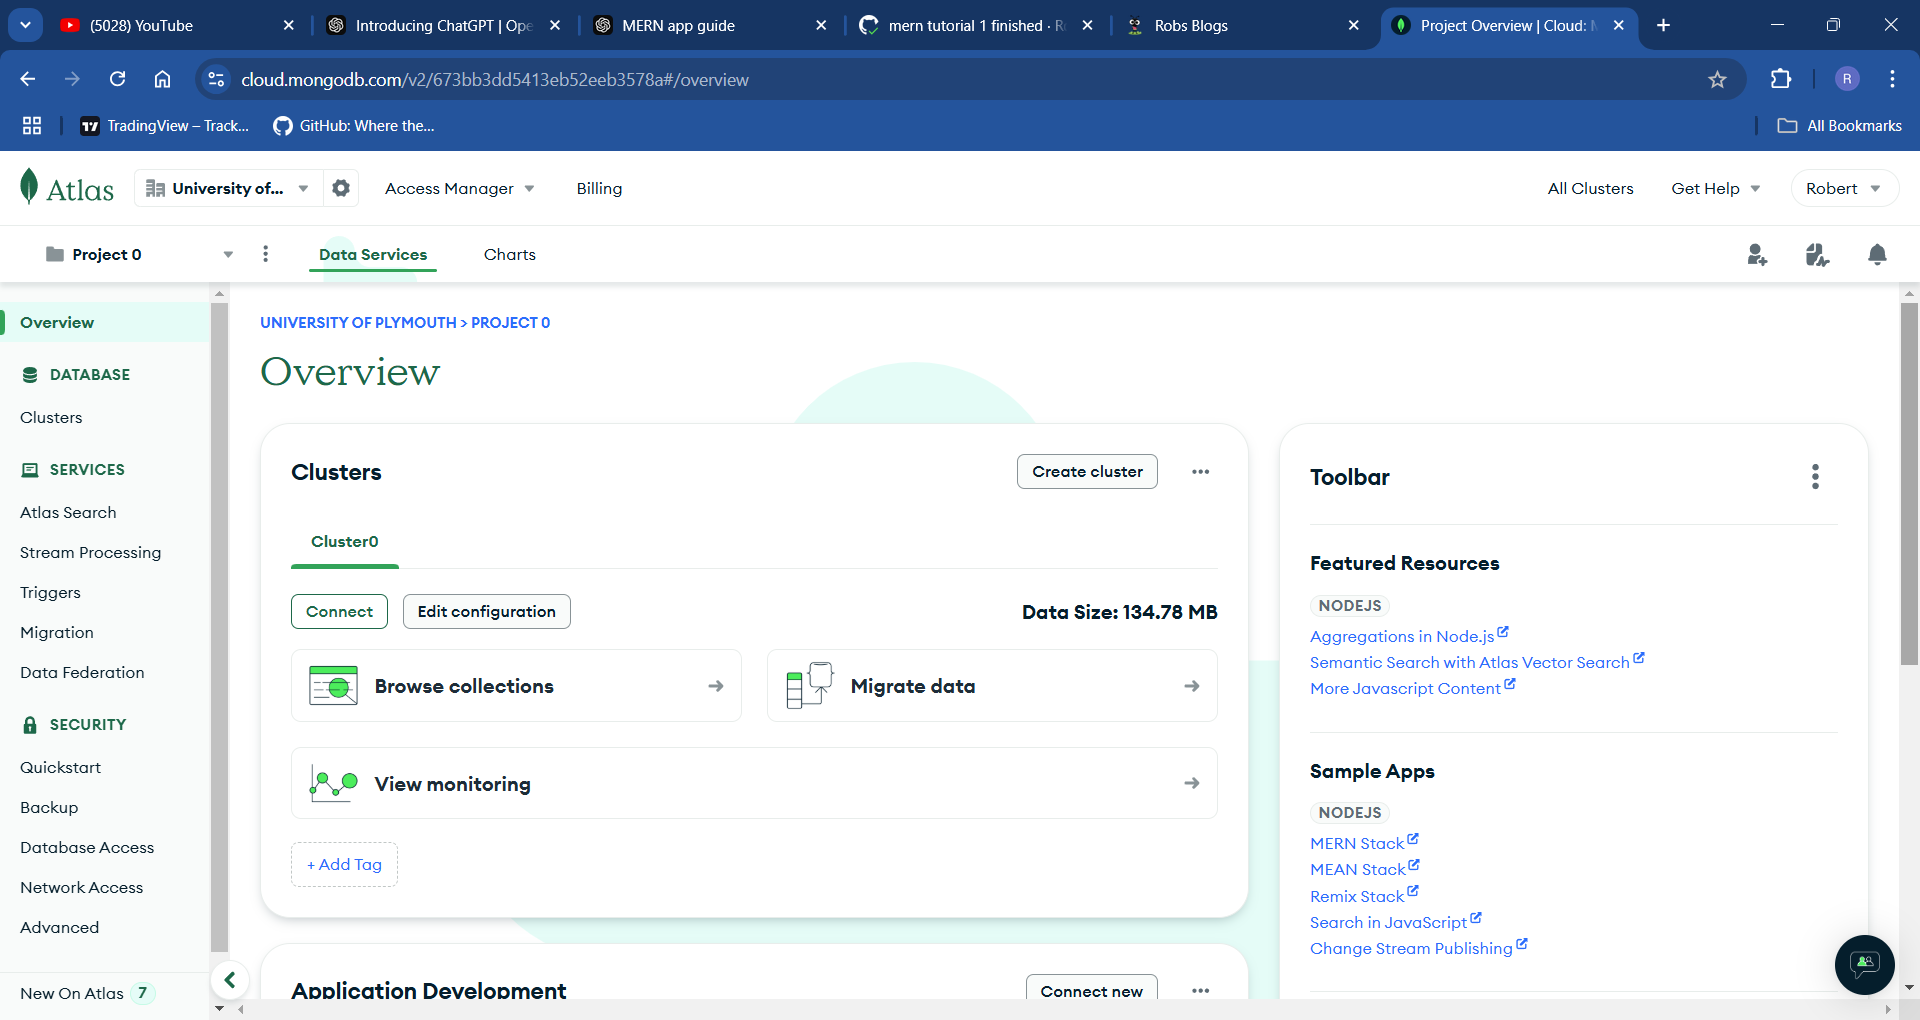 (5028) YouTube
Introducing ChatGPT | Ope
MERN app guide
mern tutorial 1 finished · R
Robs Blogs
Project Overview | Cloud: M
cloud.mongodb.com/v2/673bb3dd5413eb52eeb3578a#/overview
R
TradingView – Track...
GitHub: Where the...
All Bookmarks
Atlas
University of...
Access Manager
Billing
All Clusters
Get Help
Robert
Project 0
Data Services
Charts
Overview
DATABASE
Clusters
SERVICES
Atlas Search
Stream Processing
Triggers
Migration
Data Federation
SECURITY
Quickstart
Backup
Database Access
Network Access
Advanced
New On Atlas 7
UNIVERSITY OF PLYMOUTH > PROJECT 0
Overview
Clusters
Create cluster
Cluster0
Connect
Edit configuration
Data Size: 134.78 MB
Browse collections
Migrate data
View monitoring
+ Add Tag
Application Development
Connect new
Toolbar
Featured Resources
NODEJS
Aggregations in Node.js
Semantic Search with Atlas Vector Search
More Javascript Content
Sample Apps
NODEJS
MERN Stack
MEAN Stack
Remix Stack
Search in JavaScript
Change Stream Publishing